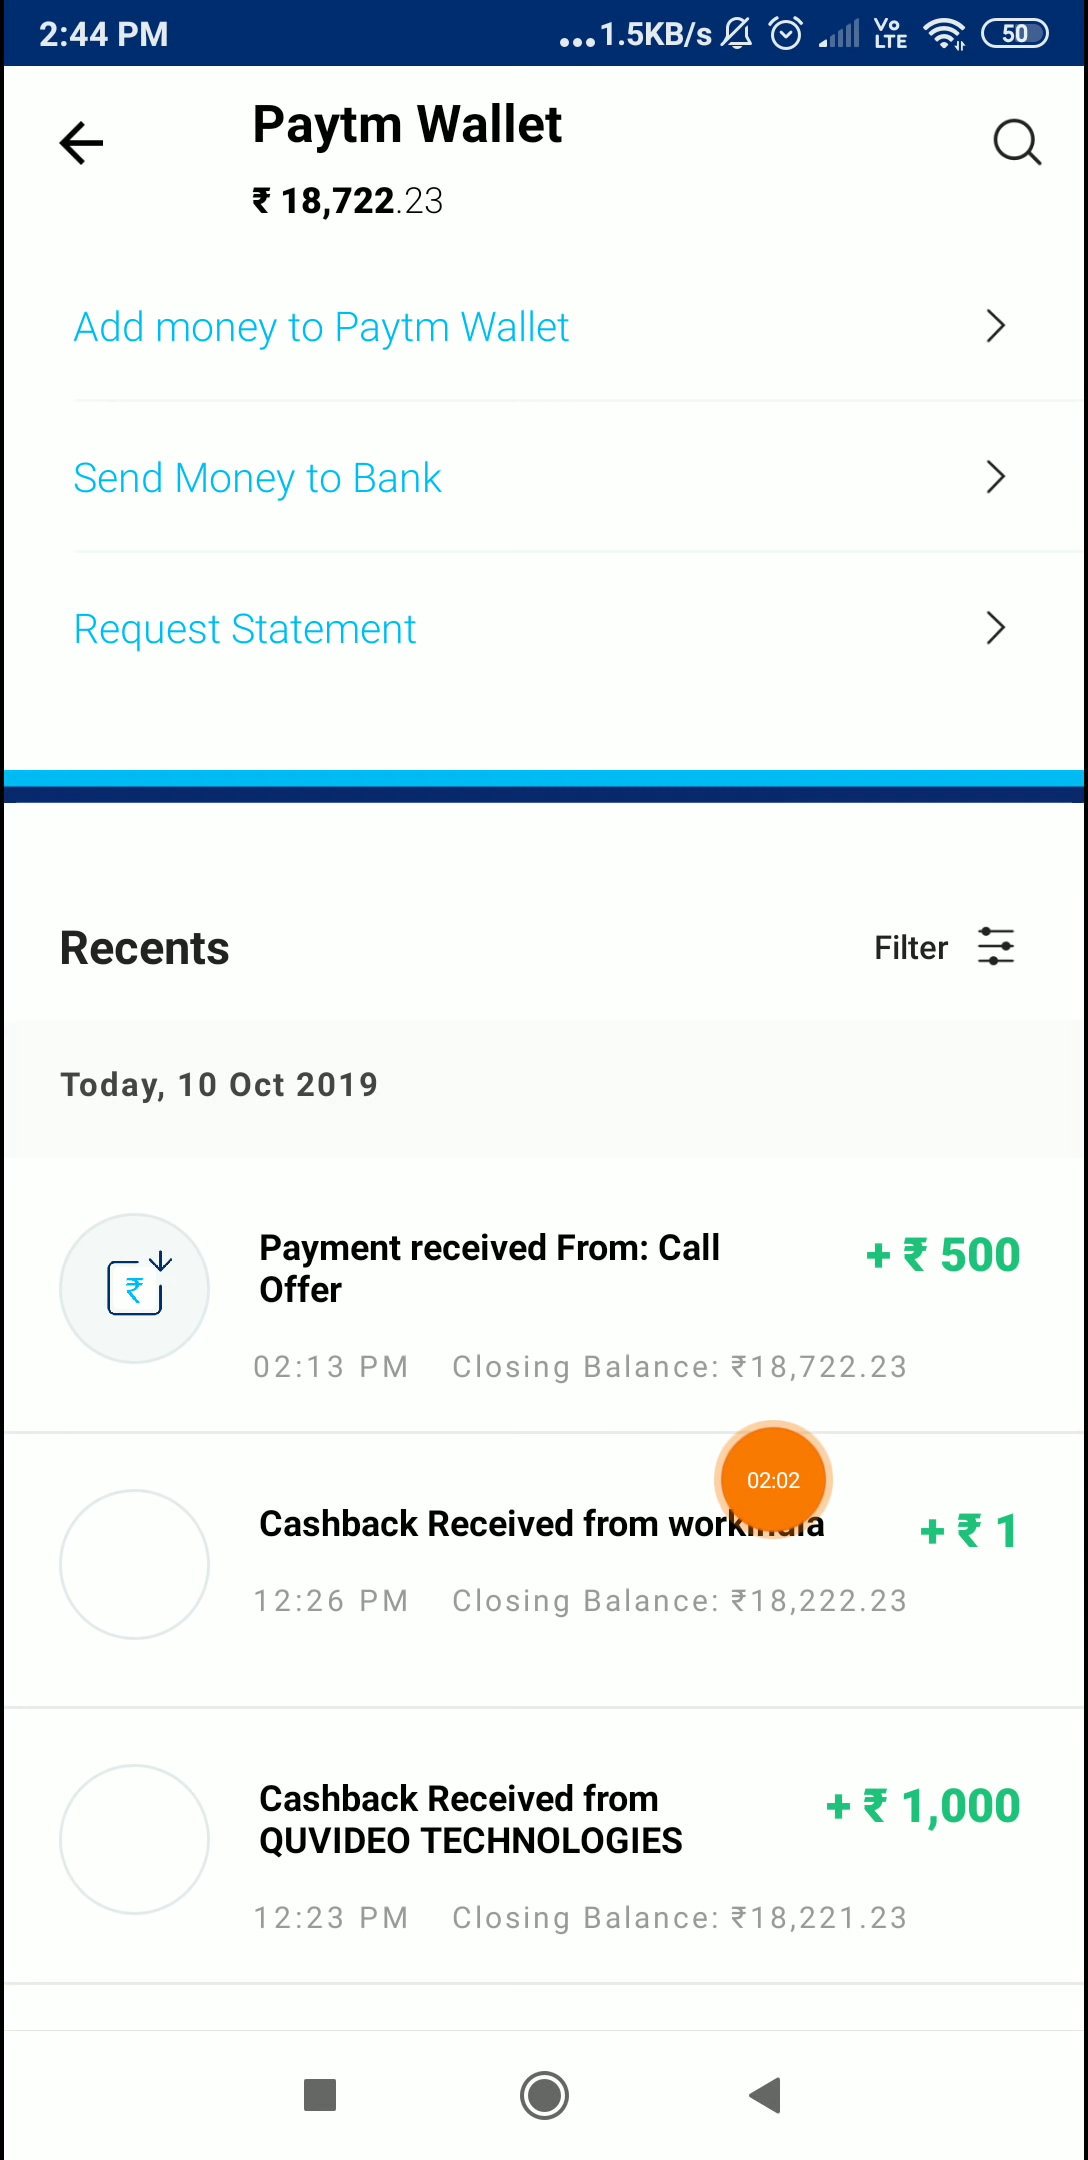 2:44 PM
...1.5KB/s
Vo
LTE
50
Paytm Wallet
₹ 18,722.23
Add money to Paytm Wallet
Send Money to Bank
Request Statement
Recents
Filter
Today, 10 Oct 2019
₹
Payment received From: Call
Offer
+ ₹ 500
02:13 PM
Closing Balance: ₹18,722.23
02:02
Cashback Received from
+ ₹ 1
12:26 PM
Closing Balance: ₹18,222.23
Cashback Received from
QUVIDEO TECHNOLOGIES
+ ₹ 1,000
12:23 PM
Closing Balance: ₹18,221.23